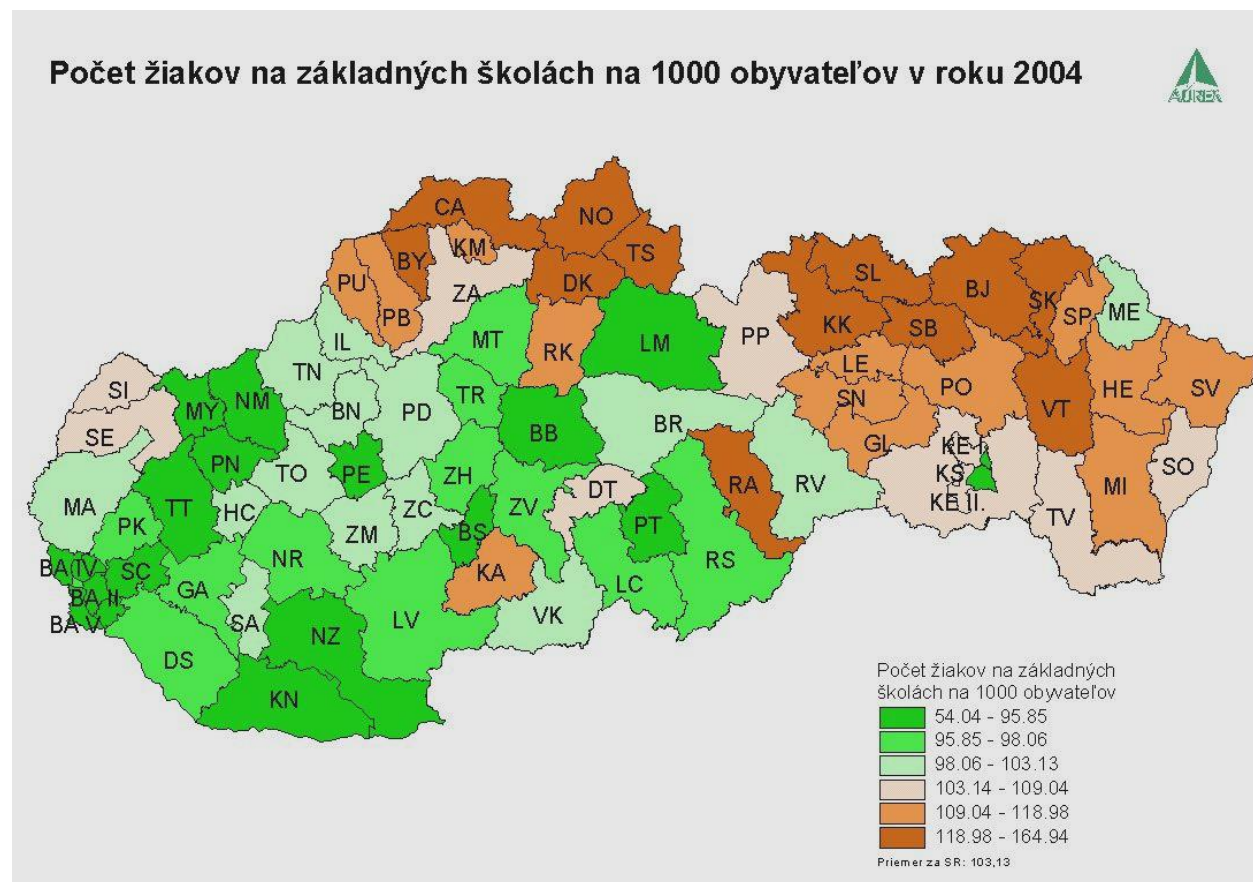 Počet žiakov na základných školách na 1000 obyvateľov v roku 2004
AUREX
CA
NO
TS
BY
KM
PU
ZA
DK
PB
SL
BJ
SK
SP
ME
KK
SB
IL
MT
RK
LM
PP
TN
LE
PO
HE
SV
SI
MY
NM
BN
PD
TR
SN
VT
SE
BB
BR
GL
KE I.
SO
PN
TO
PE
ZH
RA
RV
KS
MI
MA
TT
HC
ZM
ZC
ZV
DT
KE II.
TV
PK
BS
PT
BA IV.
SC
NR
KA
RS
BA II.
GA
LC
BA V.
SA
NZ
LV
VK
DS
KN
Počet žiakov na základných
školách na 1000 obyvateľov
54.04 - 95.85
95.85 - 98.06
98.06 - 103.13
103.14 - 109.04
109.04 - 118.98
118.98 - 164.94
Priemer za SR: 103,13